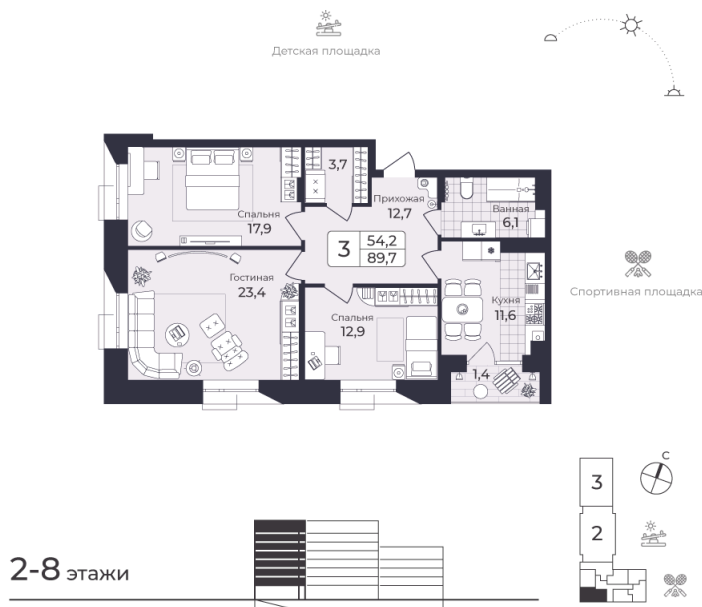 Детская площадка
3,7
Прихожая
12,7
Ванная
6,1
Спальня
17,9
3
54,2
89,7
Гостиная
23,4
Спальня
12,9
Кухня
11,6
1,4
Спортивная площадка
С
3
2
2-8 этажи